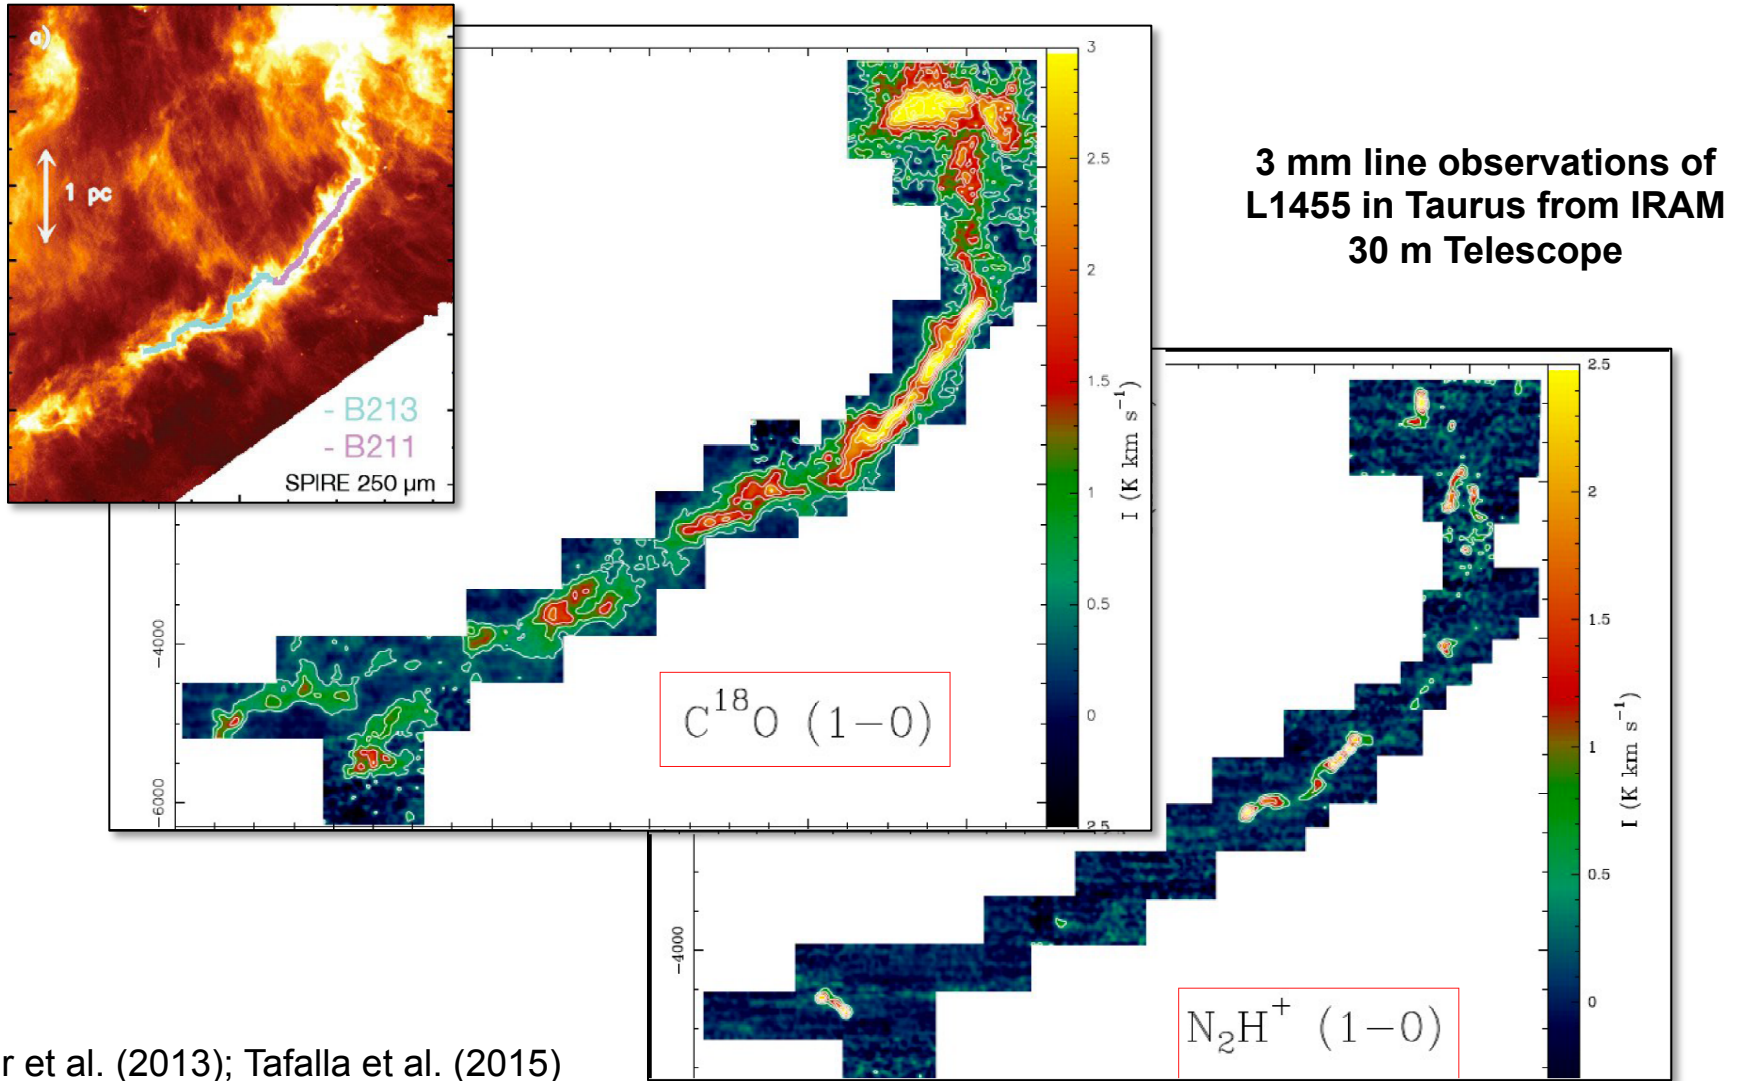 a)
1 pc
- B213
- B211
SPIRE 250 µm
3
2.5
2
1.5
1
0.5
0
2.5
I (K km s⁻¹)
−4000
−6000
C¹⁸O (1−0)
3 mm line observations of
L1455 in Taurus from IRAM
30 m Telescope
2.5
2
1.5
1
0.5
0
I (K km s⁻¹)
−4000
N₂H⁺ (1−0)
r et al. (2013); Tafalla et al. (2015)